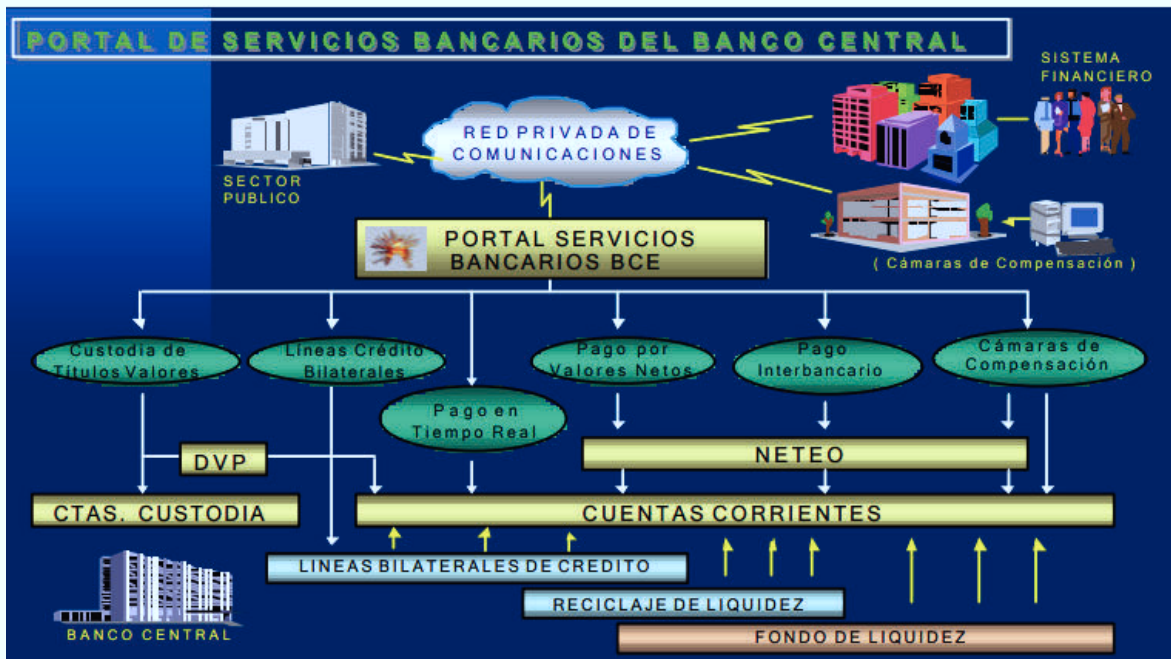 PORTAL DE SERVICIOS BANCARIOS DEL BANCO CENTRAL
SISTEMA
FINANCIERO
RED PRIVADA DE
COMUNICACIONES
SECTOR
PUBLICO
PORTAL SERVICIOS
BANCARIOS BCE
( Cámaras de Compensación )
Custodia de
Títulos Valores
Líneas Crédito
Bilaterales
Pago en
Tiempo Real
Pago por
Valores Netos
Pago
Interbancario
Cámaras de
Compensación
DVP
NETEO
CTAS. CUSTODIA
CUENTAS CORRIENTES
LINEAS BILATERALES DE CREDITO
RECICLAJE DE LIQUIDEZ
FONDO DE LIQUIDEZ
BANCO CENTRAL